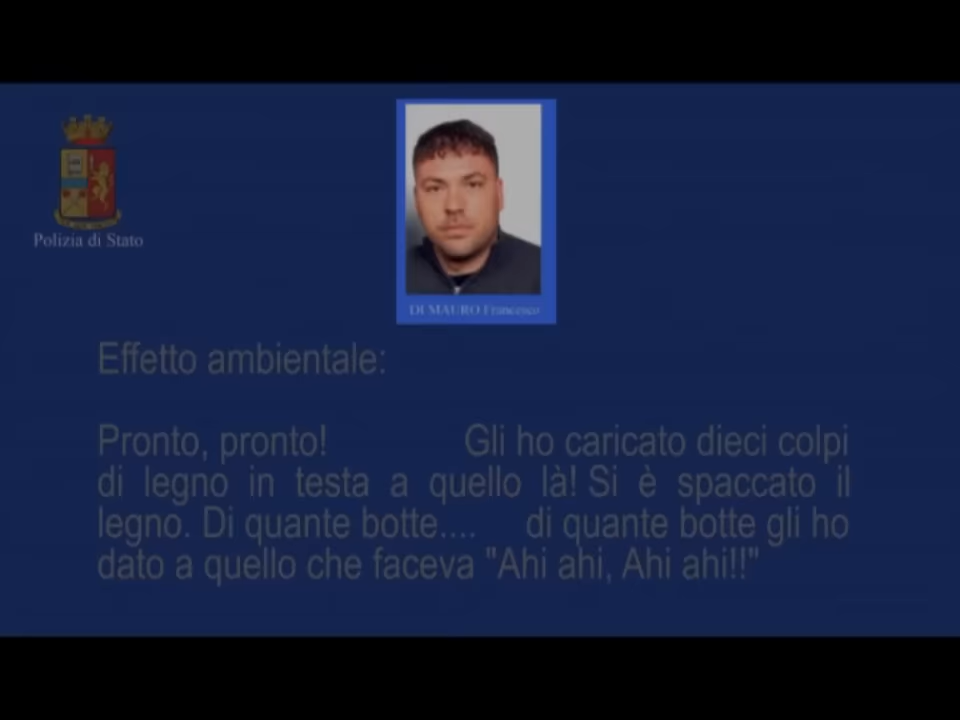 Polizia di Stato
DI MAURO Francesco
Effetto ambientale:
Pronto, pronto! Gli ho caricato dieci colpi
di legno in testa a quello là! Si è spaccato il
legno. Di quante botte.... di quante botte gli ho
dato a quello che faceva "Ahi ahi, Ahi ahi!!"